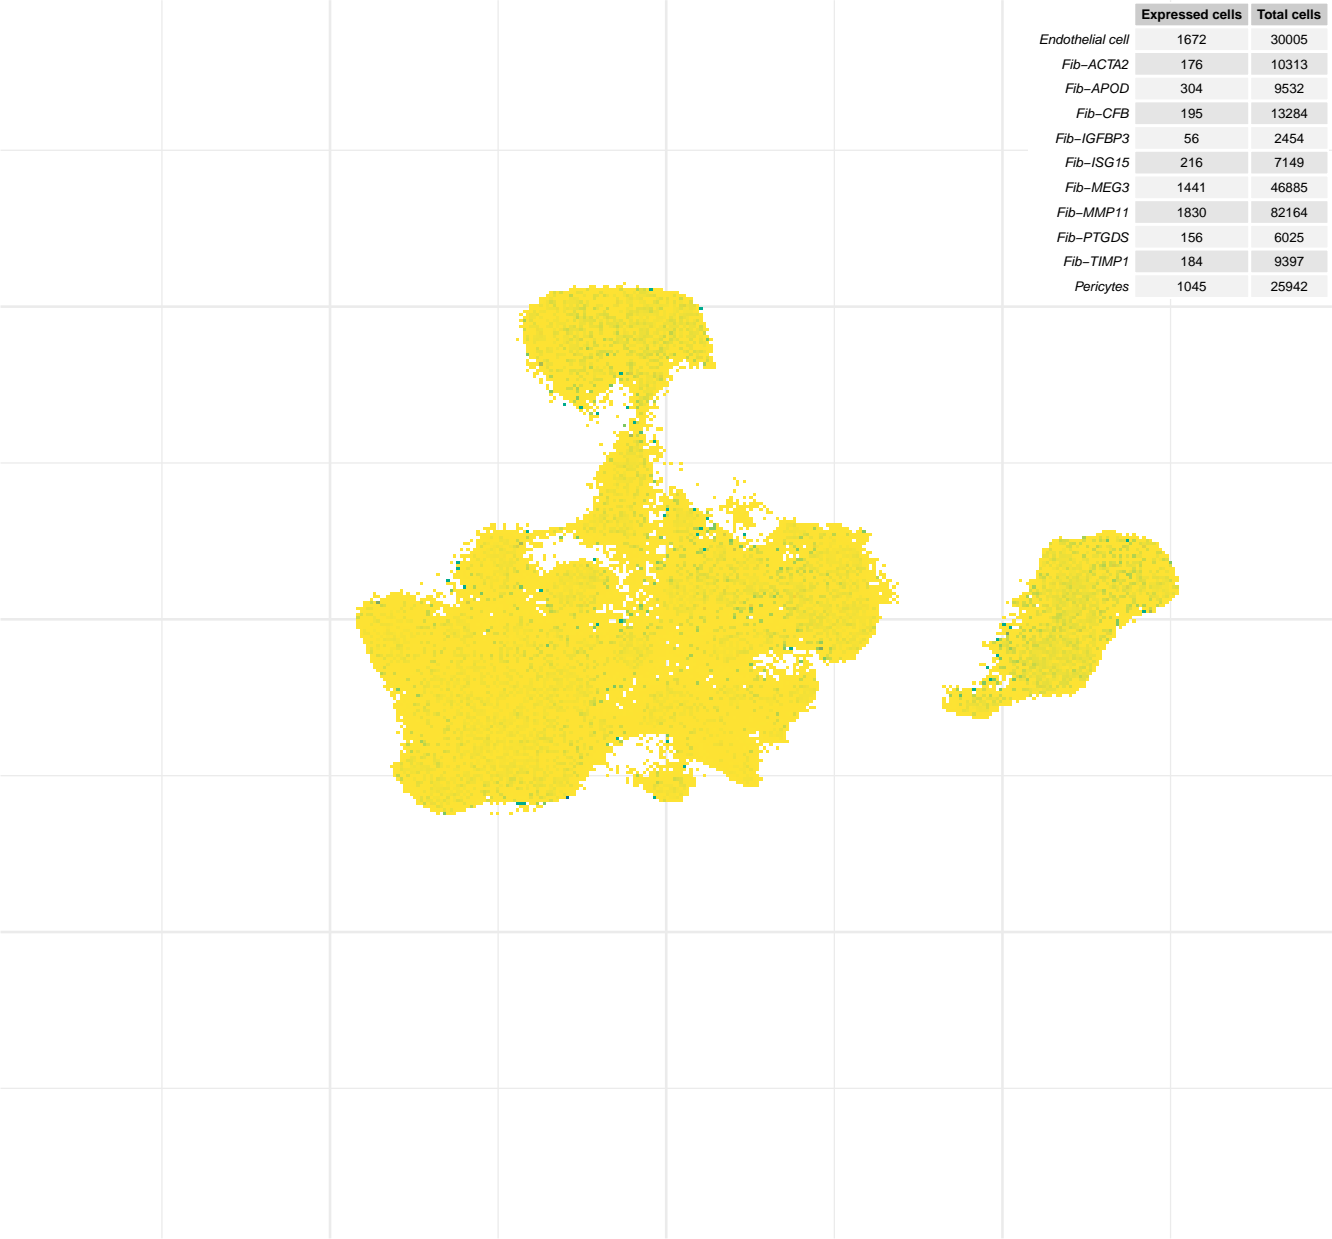 Expressed cells Total cells
Endothelial cell 1672 30005
Fib−ACTA2 176 10313
Fib−APOD 304 9532
Fib−CFB 195 13284
Fib−IGFBP3 56 2454
Fib−ISG15 216 7149
Fib−MEG3 1441 46885
Fib−MMP11 1830 82164
Fib−PTGDS 156 6025
Fib−TIMP1 184 9397
Pericytes 1045 25942